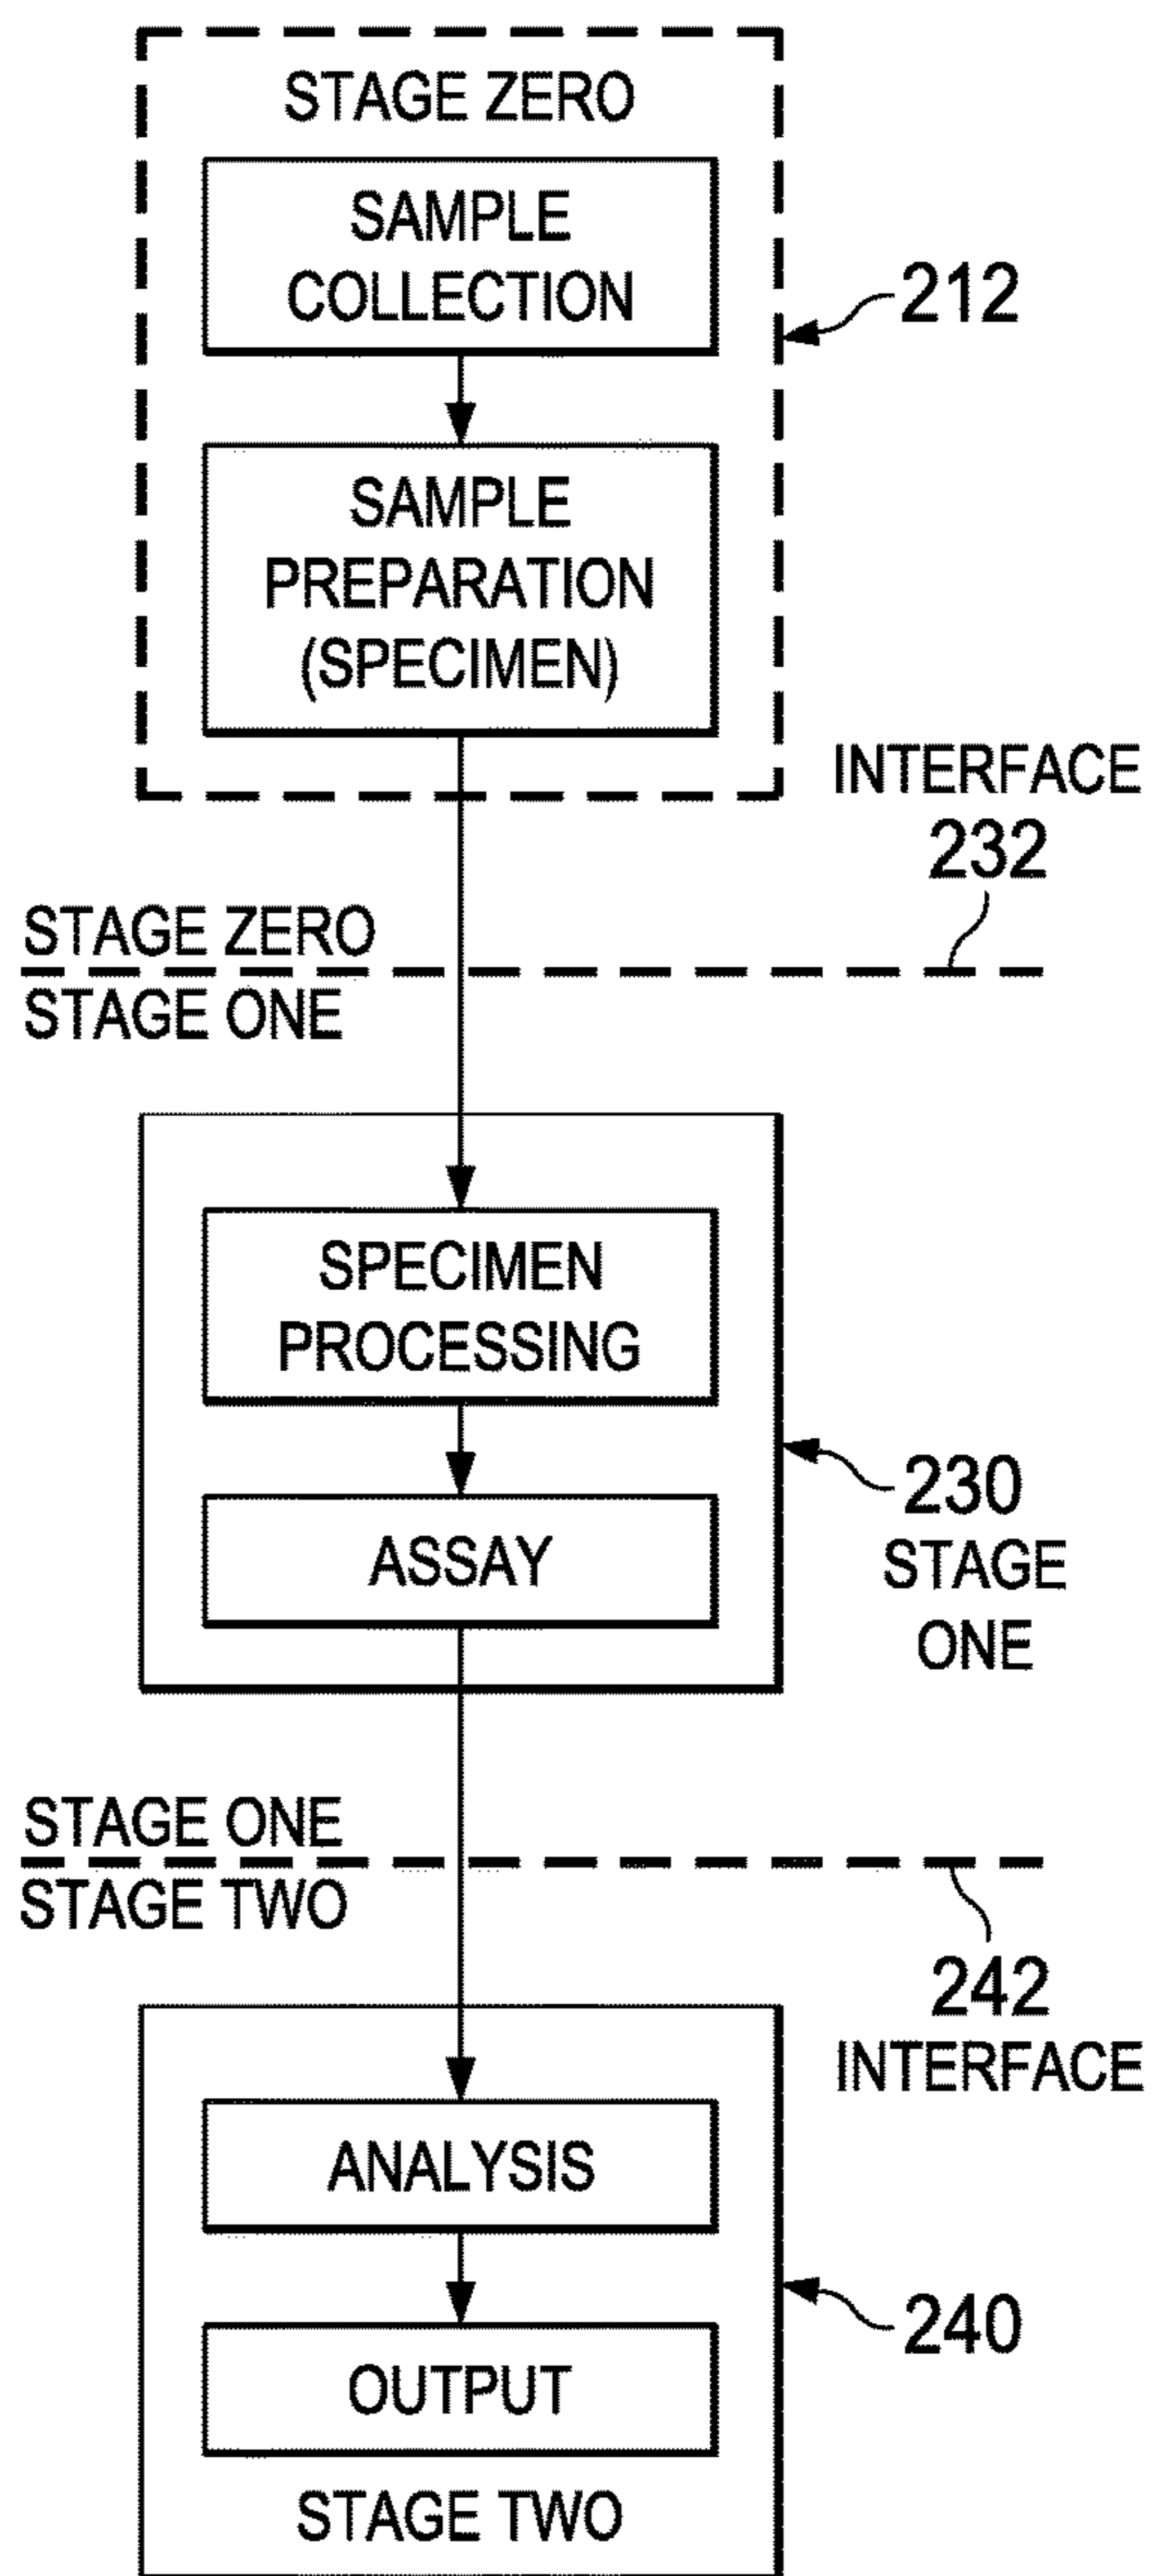 STAGE ZERO
SAMPLE
COLLECTION
212
SAMPLE
PREPARATION
(SPECIMEN)
INTERFACE
232
STAGE ZERO
STAGE ONE
SPECIMEN
PROCESSING
230
STAGE
ONE
ASSAY
STAGE ONE
STAGE TWO
242
INTERFACE
ANALYSIS
240
OUTPUT
STAGE TWO